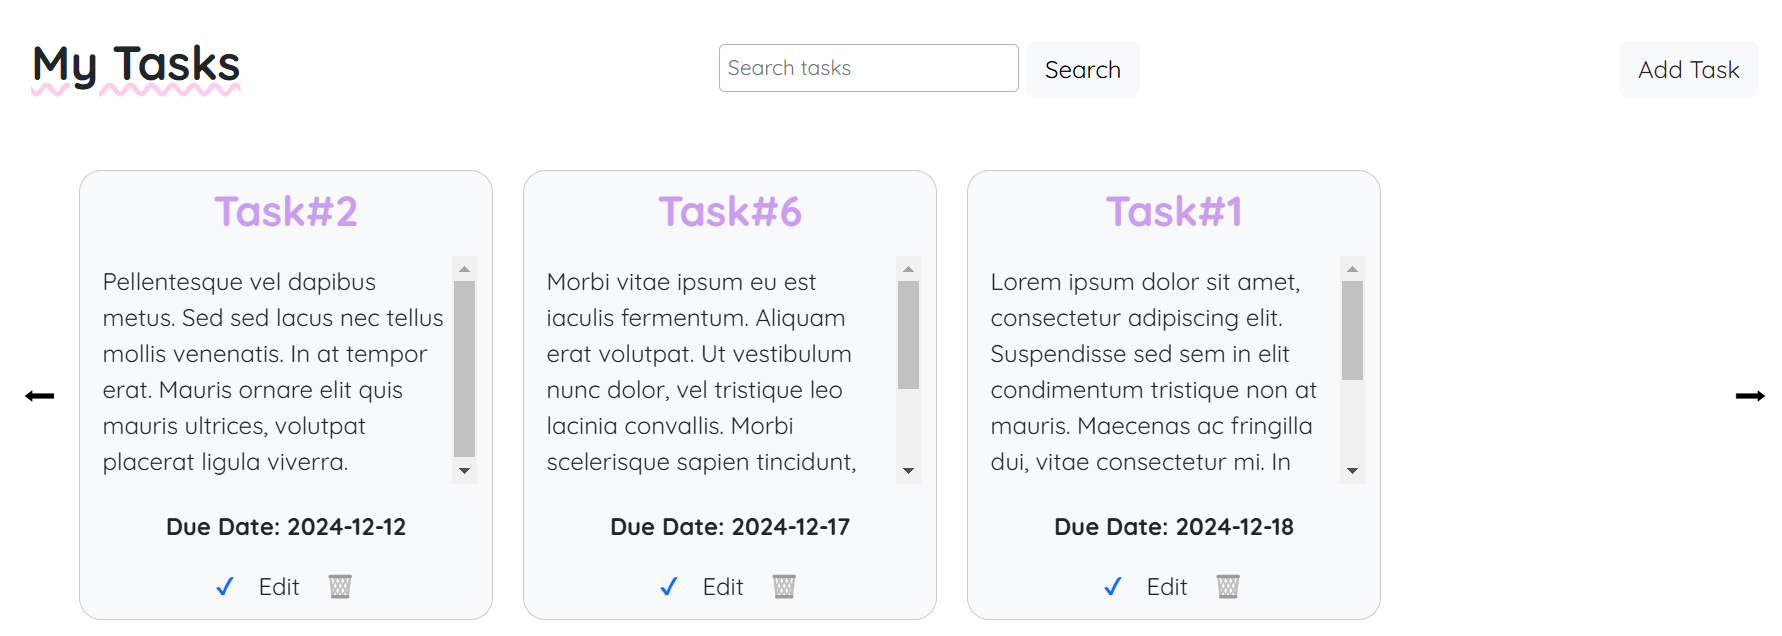 My Tasks
Search tasks
Search
Add Task
Task#2
Pellentesque vel dapibus
metus. Sed sed lacus nec tellus
mollis venenatis. In at tempor
erat. Mauris ornare elit quis
mauris ultrices, volutpat
placerat ligula viverra.
Due Date: 2024-12-12
✓ Edit
Task#6
Morbi vitae ipsum eu est
iaculis fermentum. Aliquam
erat volutpat. Ut vestibulum
nunc dolor, vel tristique leo
lacinia convallis. Morbi
scelerisque sapien tincidunt,
Due Date: 2024-12-17
✓ Edit
Task#1
Lorem ipsum dolor sit amet,
consectetur adipiscing elit.
Suspendisse sed sem in elit
condimentum tristique non at
mauris. Maecenas ac fringilla
dui, vitae consectetur mi. In
Due Date: 2024-12-18
✓ Edit